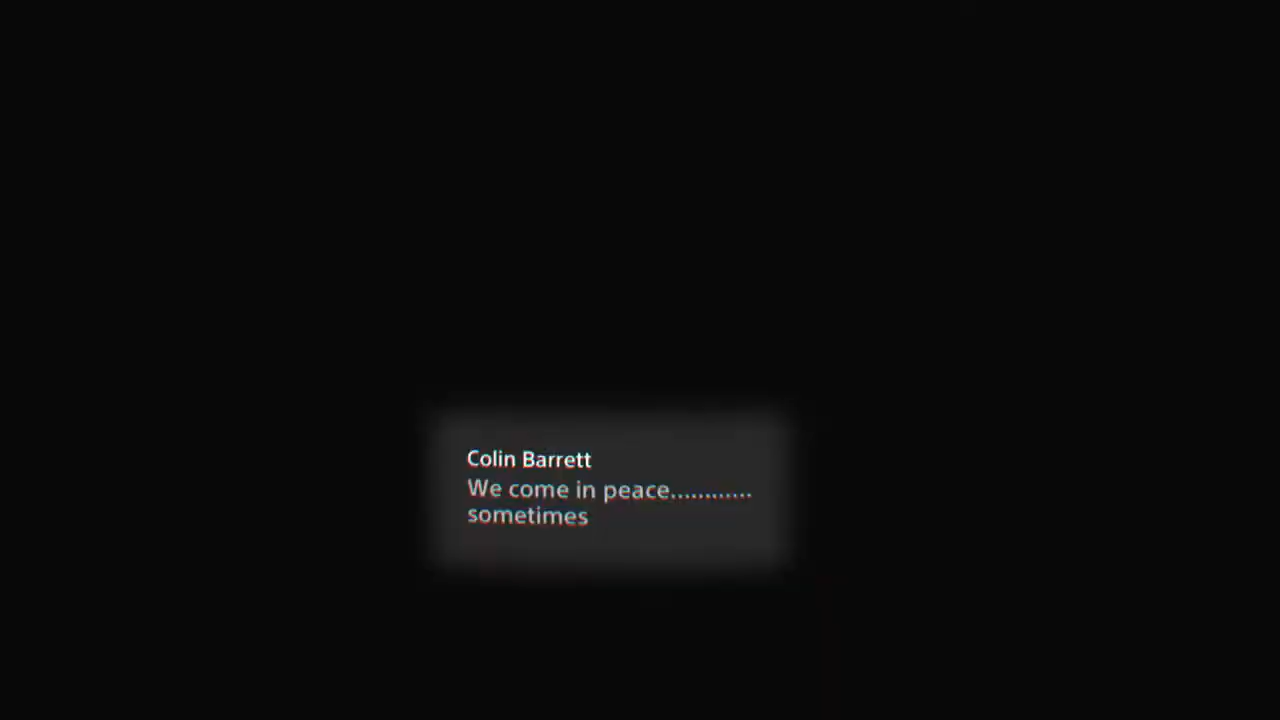 Colin Barrett
We come in peace............
sometimes